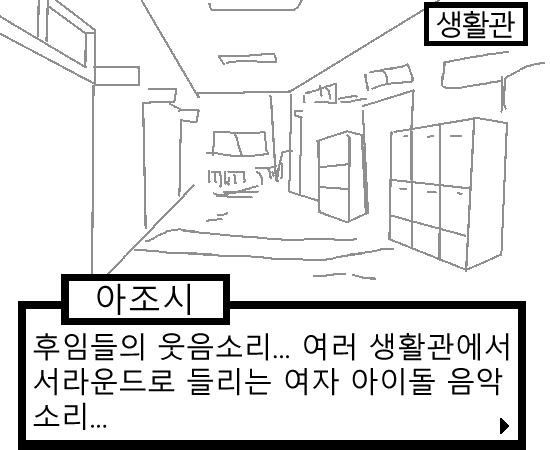 생활관
아조시
후임들의 웃음소리... 여러 생활관에서
서라운드로 들리는 여자 아이돌 음악
소리...